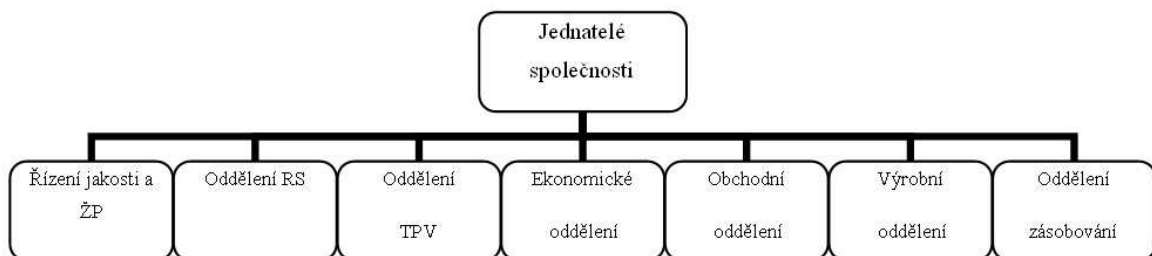 Jednatelé
společnosti
Řízení jakosti a
ŽP
Oddělení RS
Oddělení
TPV
Ekonomické
oddělení
Obchodní
oddělení
Výrobní
oddělení
Oddělení
zásobování